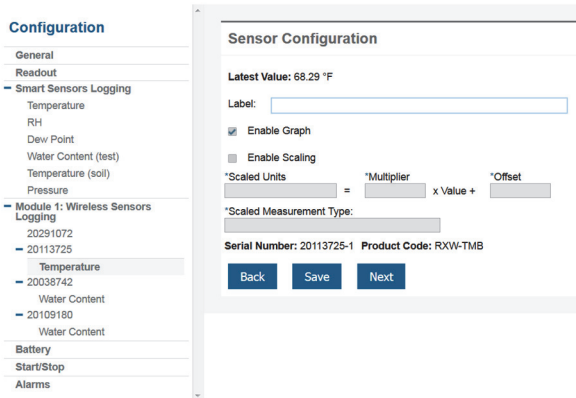 Configuration
General
Readout
Smart Sensors Logging
Temperature
RH
Dew Point
Water Content (test)
Temperature (soil)
Pressure
Module 1: Wireless Sensors
Logging
20291072
20113725
Temperature
20038742
Water Content
20109180
Water Content
Battery
Start/Stop
Alarms
Sensor Configuration
Latest Value: 68.29 °F
Label:
Enable Graph
Enable Scaling
*Scaled Units *Multiplier *Offset
= x Value +
*Scaled Measurement Type:
Serial Number: 20113725-1 Product Code: RXW-TMB
Back Save Next